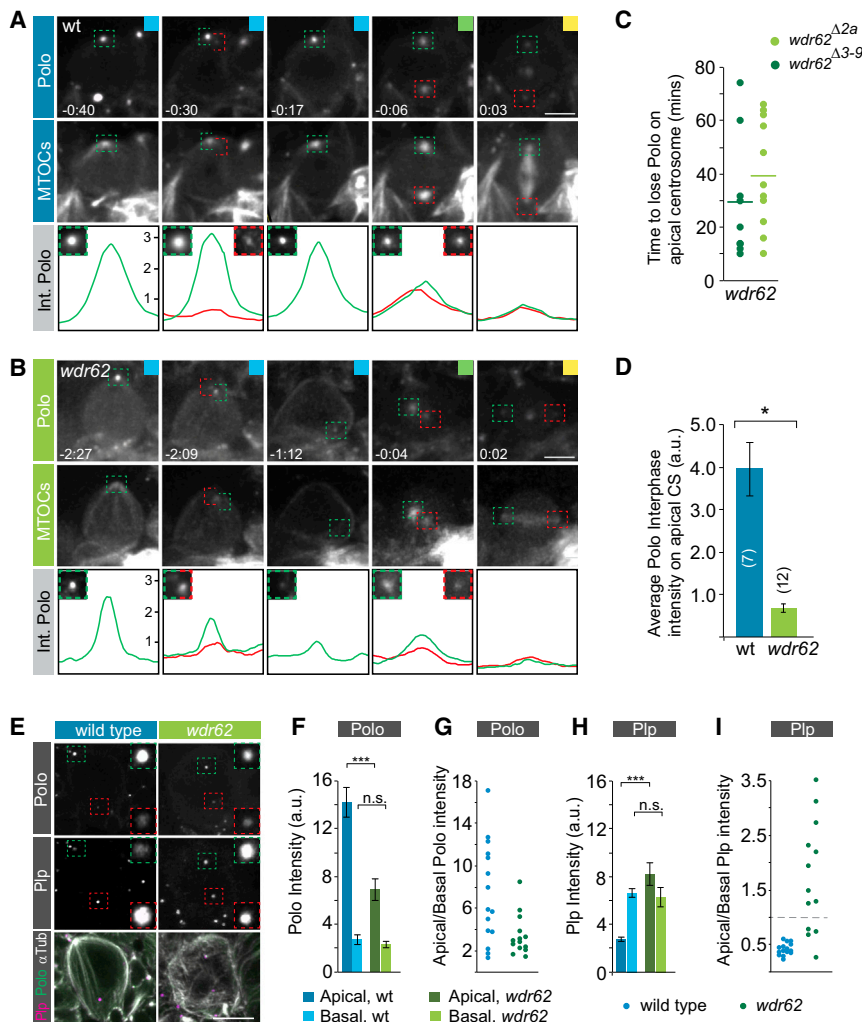 A
wt
Polo
-0:40
-0:30
-0:17
-0:06
0:03
MTOCs
Int. Polo
3
2
1
B
wdr62
Polo
-2:27
-2:09
-1:12
-0:04
0:02
MTOCs
Int. Polo
3
2
1
C
wdr62Δ2a
wdr62Δ3-9
Time to lose Polo on
apical centrosome (mins)
80
60
40
20
0
wdr62
D
Average Polo Interphase
intensity on apical CS (a.u.)
5.0
4.0
3.0
2.0
1.0
*
(7)
(12)
wt
wdr62
E
wild type
wdr62
Polo
Plp
Plp Polo αTub
F
Polo
Polo Intensity (a.u.)
16
12
8
4
0
***
n.s.
G
Polo
Apical/Basal Polo intensity
18
14
10
6
2
H
Plp
Plp Intensity (a.u.)
16
12
8
4
0
***
n.s.
I
Plp
Apical/Basal Plp intensity
3.5
2.5
1.5
0.5
Apical, wt
Basal, wt
Apical, wdr62
Basal, wdr62
wild type
wdr62